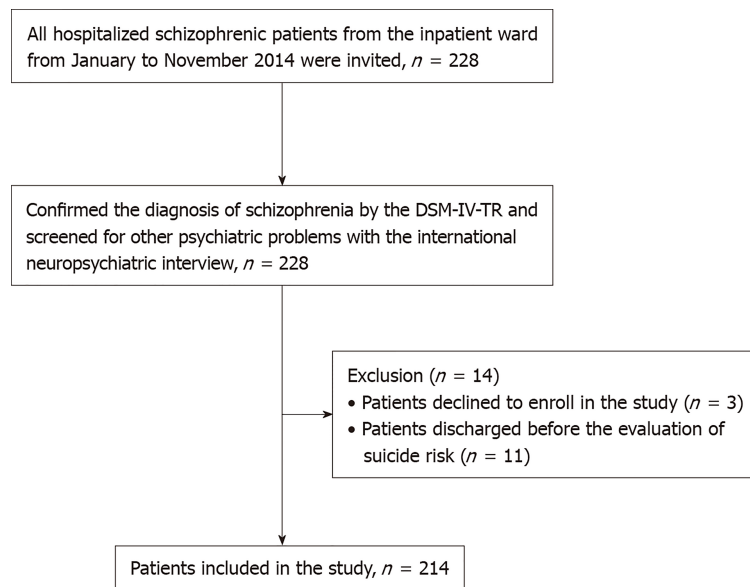 All hospitalized schizophrenic patients from the inpatient ward
from January to November 2014 were invited, n = 228
Confirmed the diagnosis of schizophrenia by the DSM-IV-TR and
screened for other psychiatric problems with the international
neuropsychiatric interview, n = 228
Exclusion (n = 14)
• Patients declined to enroll in the study (n = 3)
• Patients discharged before the evaluation of
suicide risk (n = 11)
Patients included in the study, n = 214